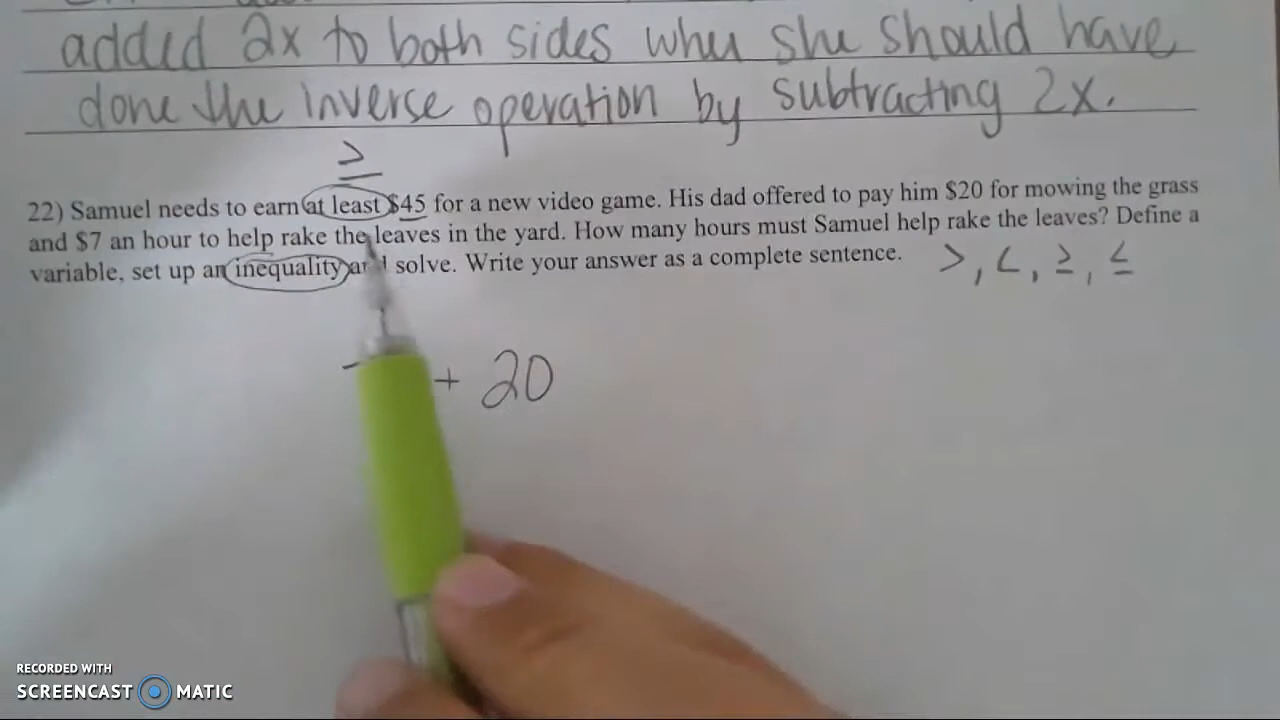 added 2x to both sides when she should have
done the inverse operation by subtracting 2x.
≥
22) Samuel needs to earn at least $45 for a new video game. His dad offered to pay him $20 for mowing the grass
and $7 an hour to help rake the leaves in the yard. How many hours must Samuel help rake the leaves? Define a
variable, set up an inequality solve. Write your answer as a complete sentence.
>, <, ≥, ≤
+ 20
RECORDED WITH
SCREENCAST MATIC